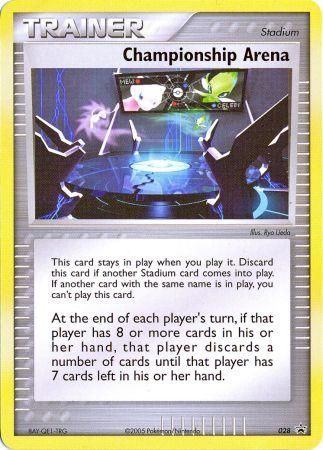 TRAINER
Stadium
Championship Arena
CELEBI
Illus. Ryo Ueda
This card stays in play when you play it. Discard
this card if another Stadium card comes into play.
If another card with the same name is in play, you
can't play this card.
At the end of each player's turn, if that
player has 8 or more cards in his or
her hand, that player discards a
number of cards until that player has
7 cards left in his or her hand.
BAY-QE1-TRG
©2005 Pokémon/Nintendo
028